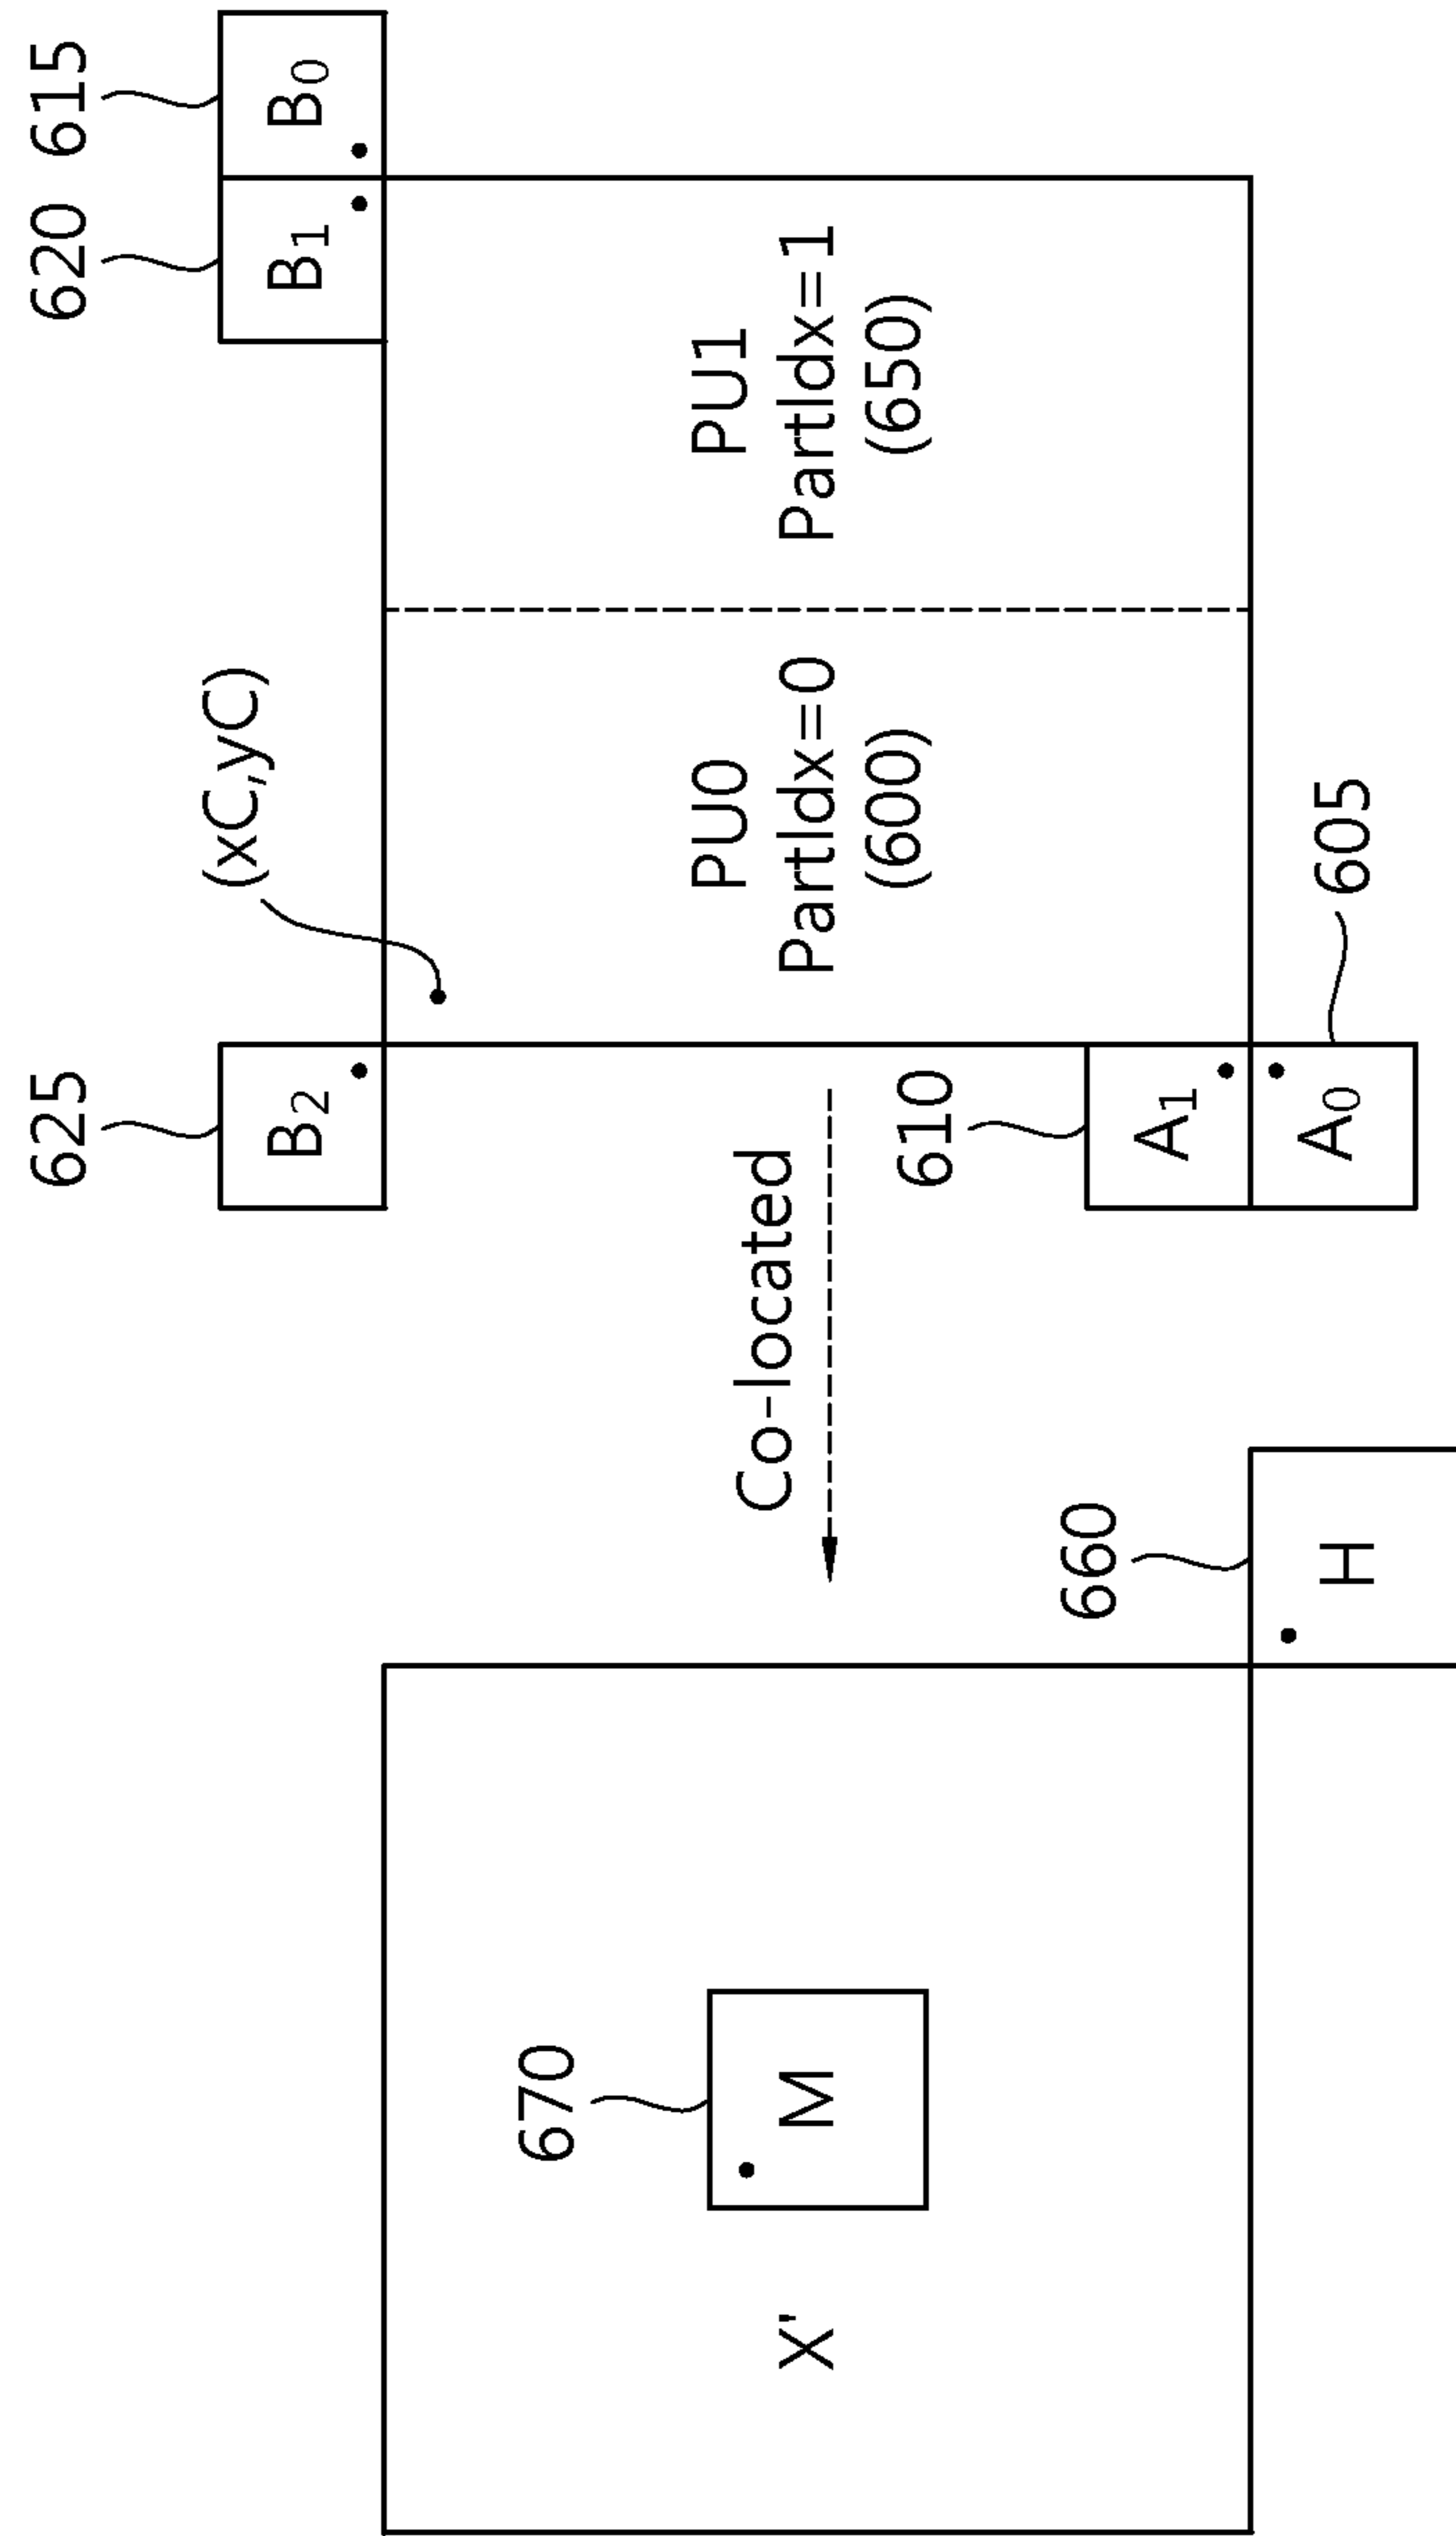 625
B2
(xC,yC)
620
B1
615
B0
PU0
PartIdx=0
(600)
PU1
PartIdx=1
(650)
Co-located
610
A1
A0
605
670
M
X'
660
H